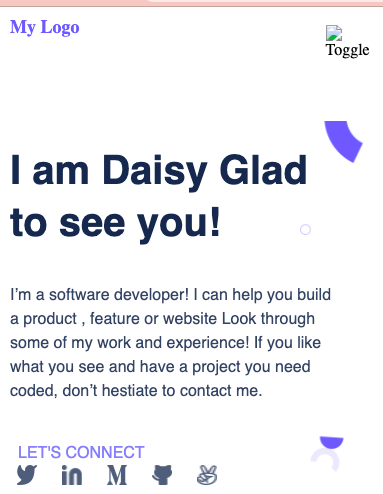 My Logo
Toggle
I am Daisy Glad
to see you!
I’m a software developer! I can help you build
a product , feature or website Look through
some of my work and experience! If you like
what you see and have a project you need
coded, don’t hestiate to contact me.
LET'S CONNECT